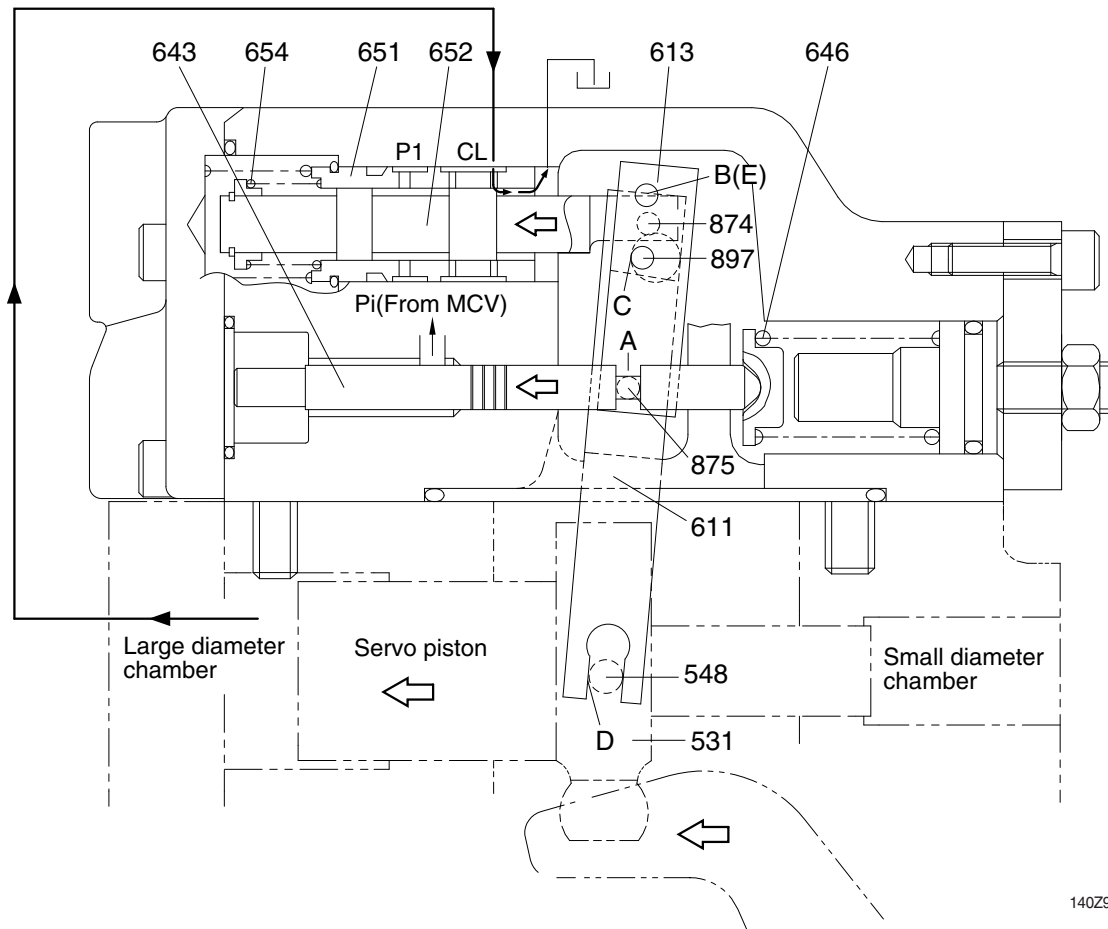 643
654
651
652
613
646
P1
CL
B(E)
874
897
C
Pi(From MCV)
A
875
611
Large diameter
chamber
Servo piston
548
Small diameter
chamber
D
531
140Z9